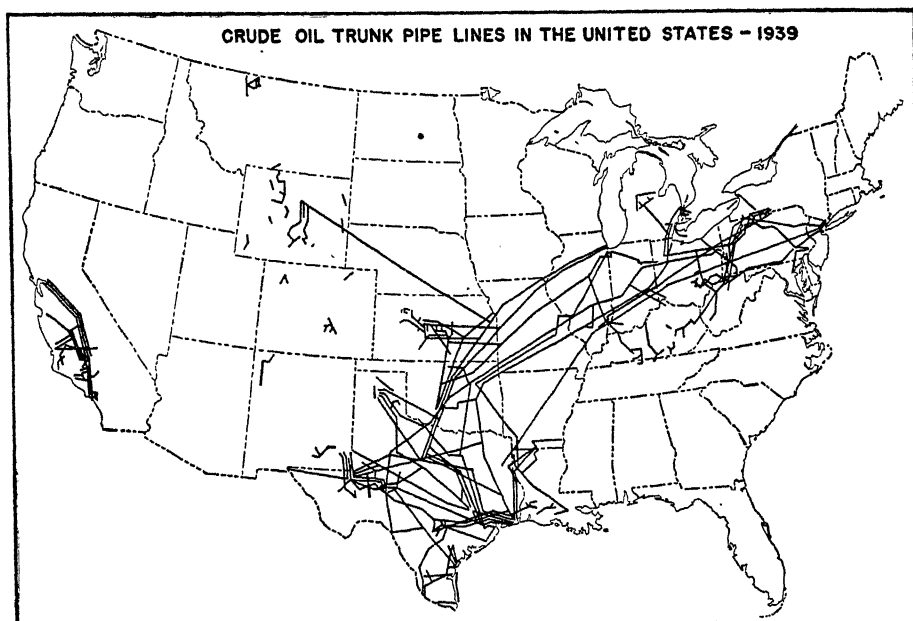 CRUDE OIL TRUNK PIPE LINES IN THE UNITED STATES - 1939